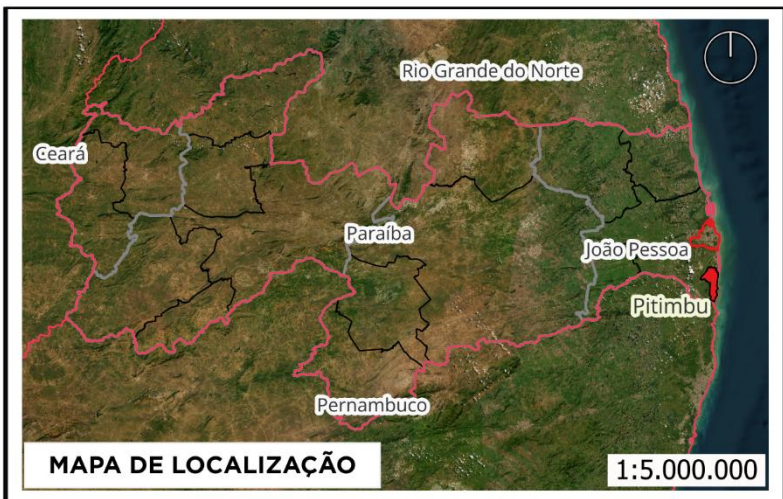 Rio Grande do Norte
Ceará
Paraíba
João Pessoa
Pitimbu
Pernambuco
MAPA DE LOCALIZAÇÃO
1:5.000.000